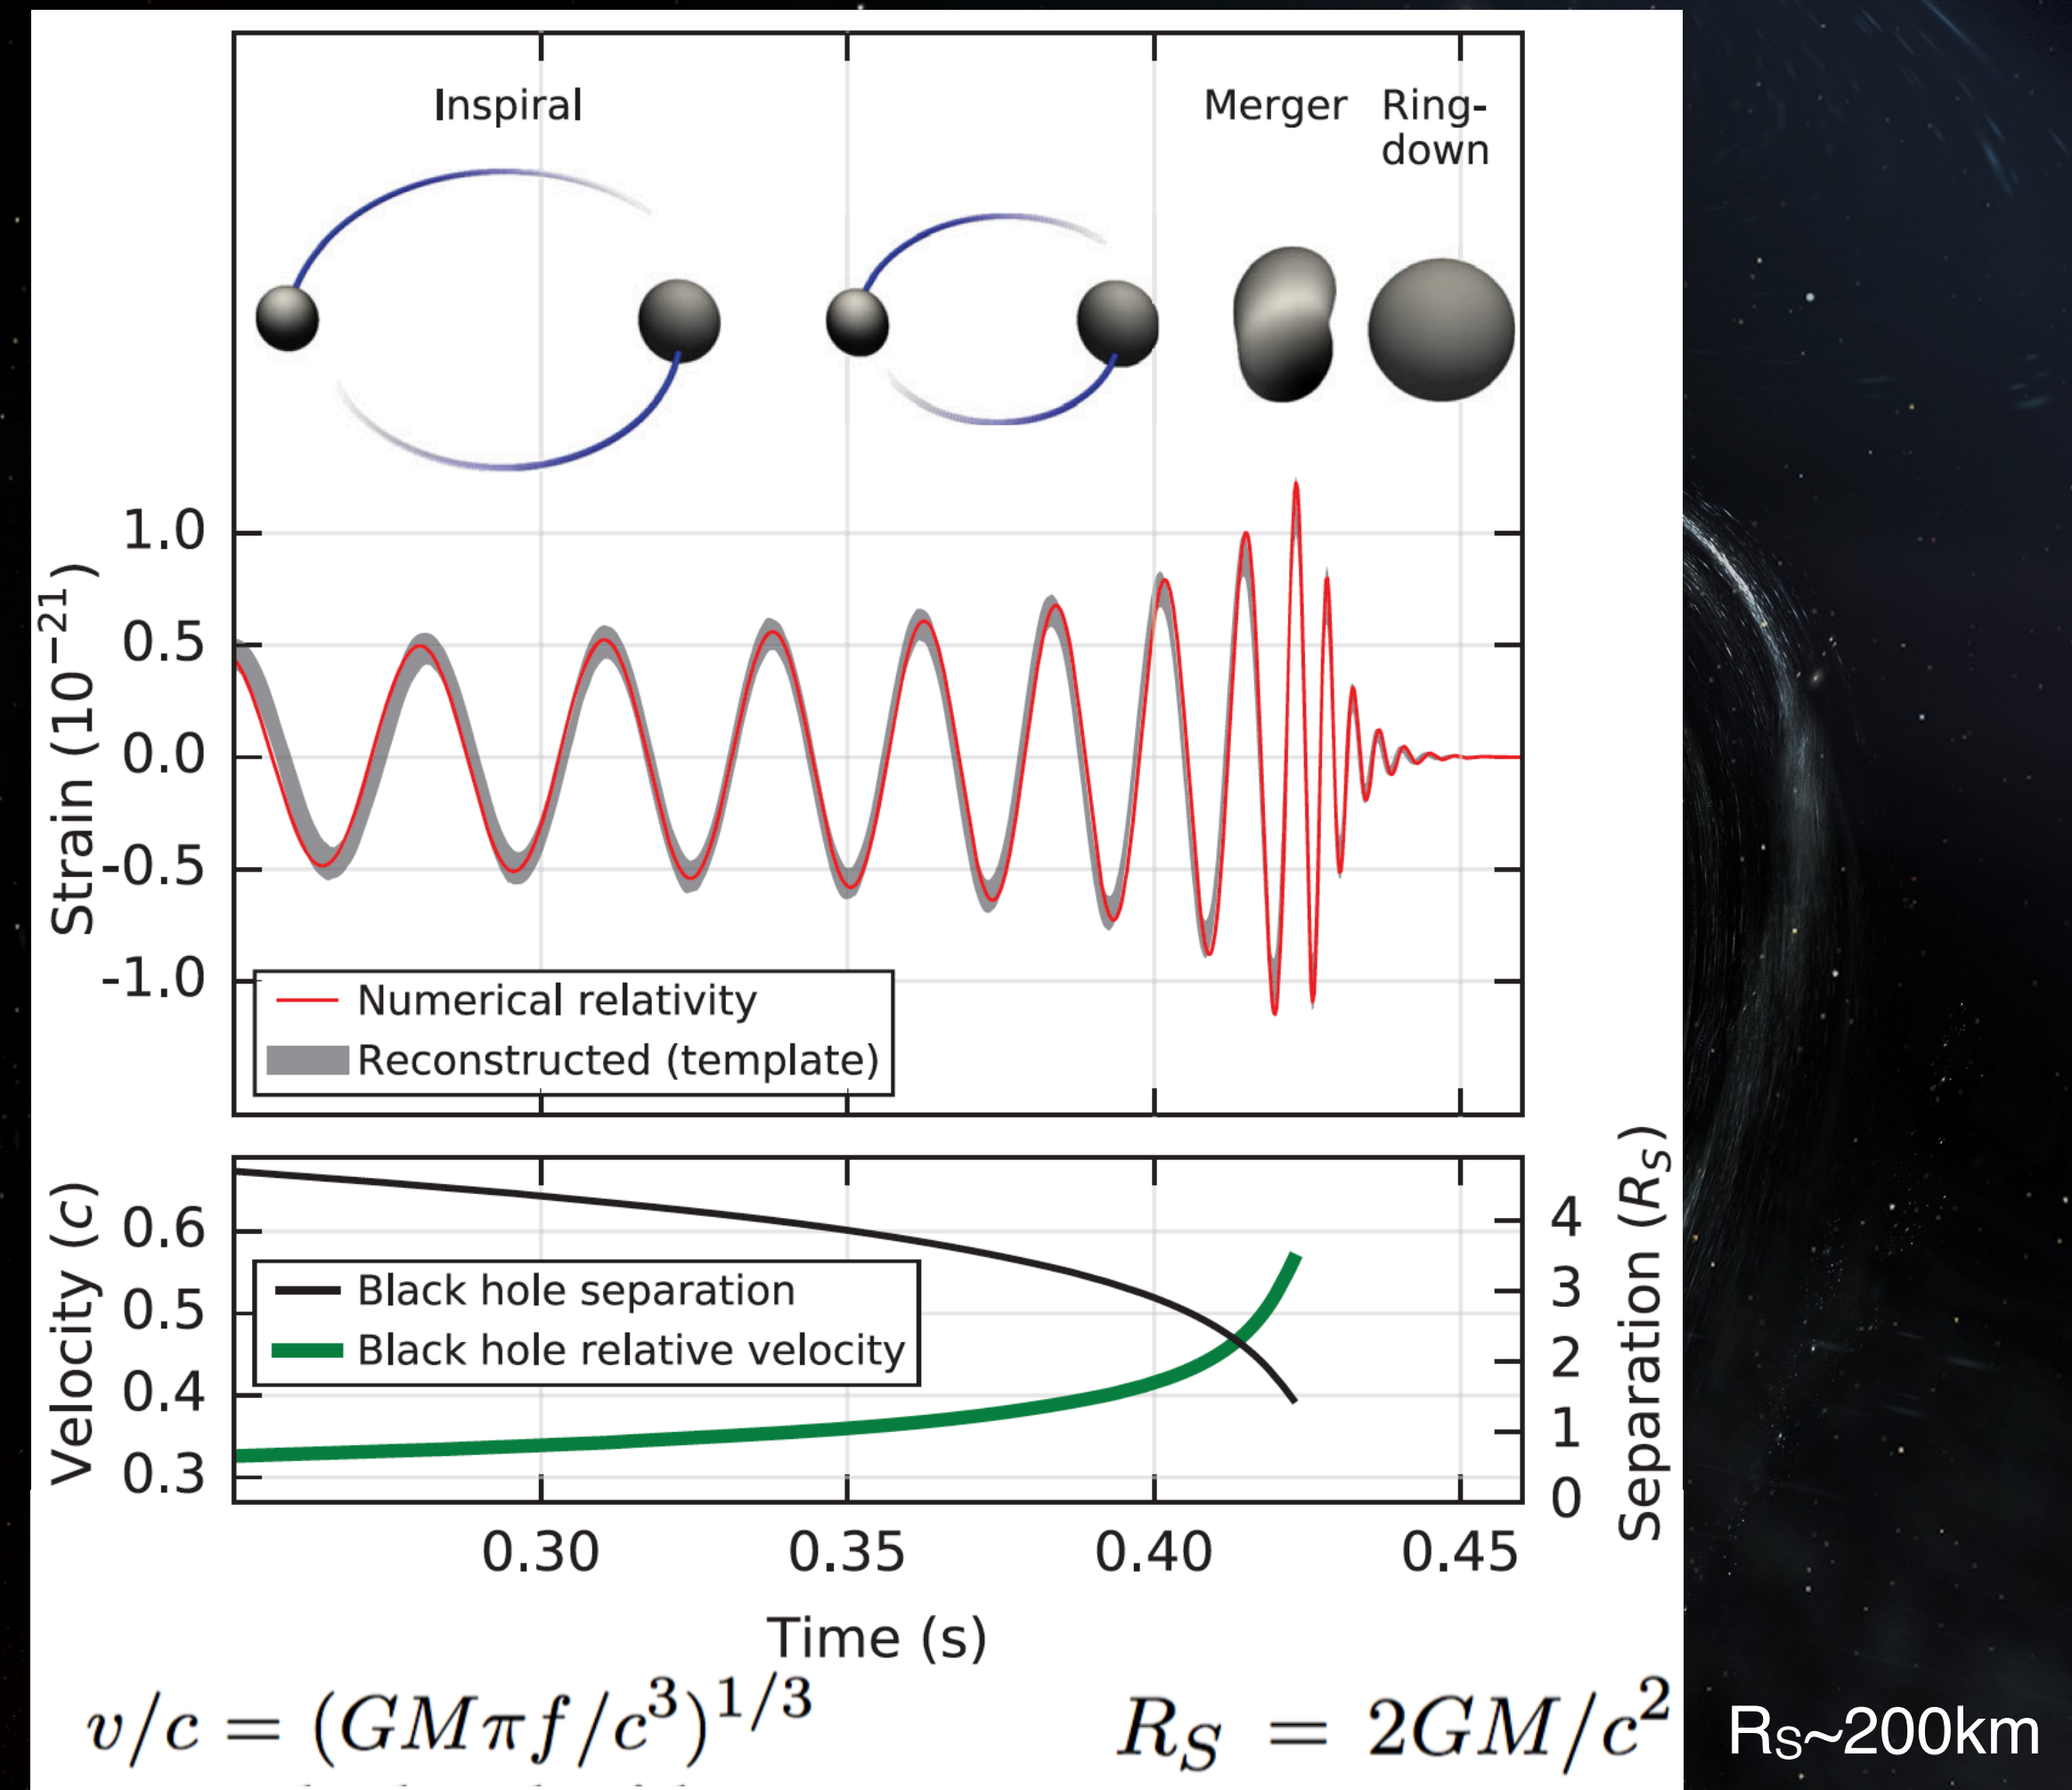 Inspiral
Merger
Ring-
down
Strain (10⁻²¹)
1.0
0.5
0.0
-0.5
-1.0
Numerical relativity
Reconstructed (template)
Velocity (c)
0.6
0.5
0.4
0.3
Black hole separation
Black hole relative velocity
4
3
2
1
0
Separation (R_S)
0.30 0.35 0.40 0.45
Time (s)
v/c = (GMπf/c³)^{1/3}
R_S = 2GM/c²
Rₛ~200km